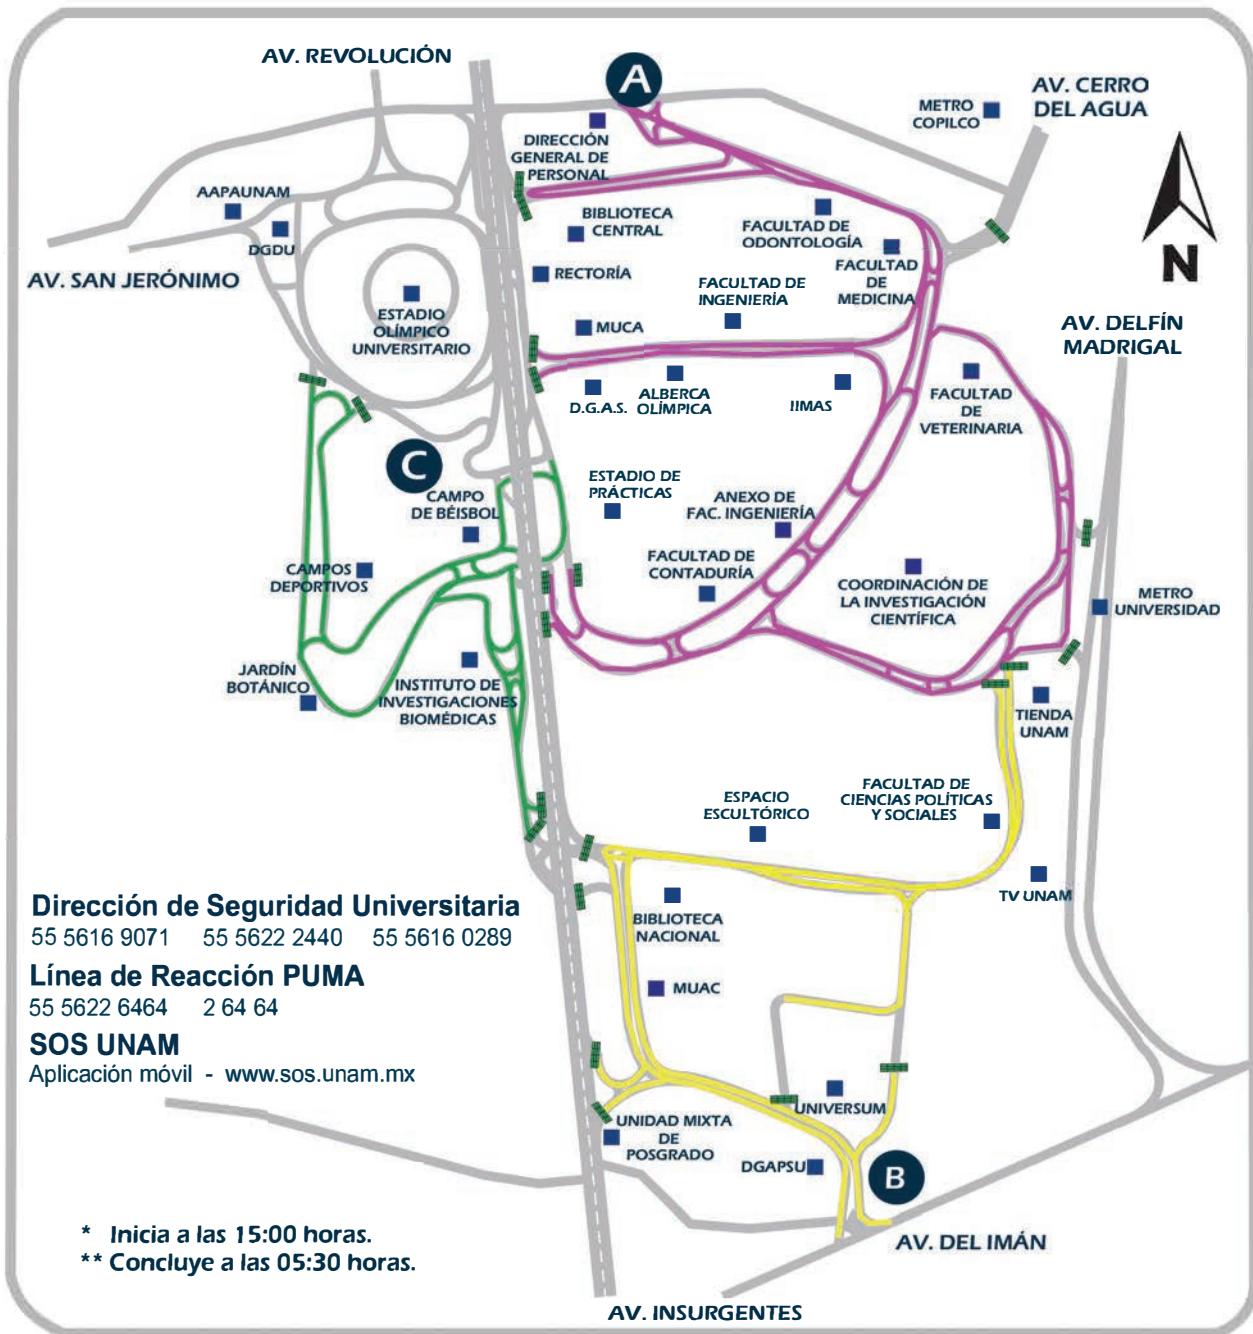 AV. REVOLUCIÓN
A
AV. CERRO
DEL AGUA
METRO
COPILCO
DIRECCIÓN
GENERAL DE
PERSONAL
N
AAPAUNAM
DGDU
BIBLIOTECA
CENTRAL
FACULTAD DE
ODONTOLOGÍA
FACULTAD
DE
MEDICINA
AV. SAN JERÓNIMO
RECTORÍA
FACULTAD DE
INGENIERÍA
ESTADIO
OLÍMPICO
UNIVERSITARIO
MUCA
AV. DELFÍN
MADRIGAL
D.G.A.S.
ALBERCA
OLÍMPICA
IIMAS
FACULTAD
DE
VETERINARIA
C
CAMPO
DE BÉISBOL
ESTADIO DE
PRÁCTICAS
ANEXO DE
FAC. INGENIERÍA
CAMPOS
DEPORTIVOS
FACULTAD DE
CONTADURÍA
COORDINACIÓN DE
LA INVESTIGACIÓN
CIENTÍFICA
METRO
UNIVERSIDAD
JARDÍN
BOTÁNICO
INSTITUTO DE
INVESTIGACIONES
BIOMÉDICAS
TIENDA
UNAM
ESPACIO
ESCULTÓRICO
FACULTAD DE
CIENCIAS POLÍTICAS
Y SOCIALES
TV UNAM
BIBLIOTECA
NACIONAL
MUAC
Dirección de Seguridad Universitaria
55 5616 9071 55 5622 2440 55 5616 0289
Línea de Reacción PUMA
55 5622 6464 2 64 64
SOS UNAM
Aplicación móvil - www.sos.unam.mx
UNIVERSUM
UNIDAD MIXTA
DE
POSGRADO
DGAPSU
B
AV. DEL IMÁN
* Inicia a las 15:00 horas.
** Concluye a las 05:30 horas.
AV. INSURGENTES